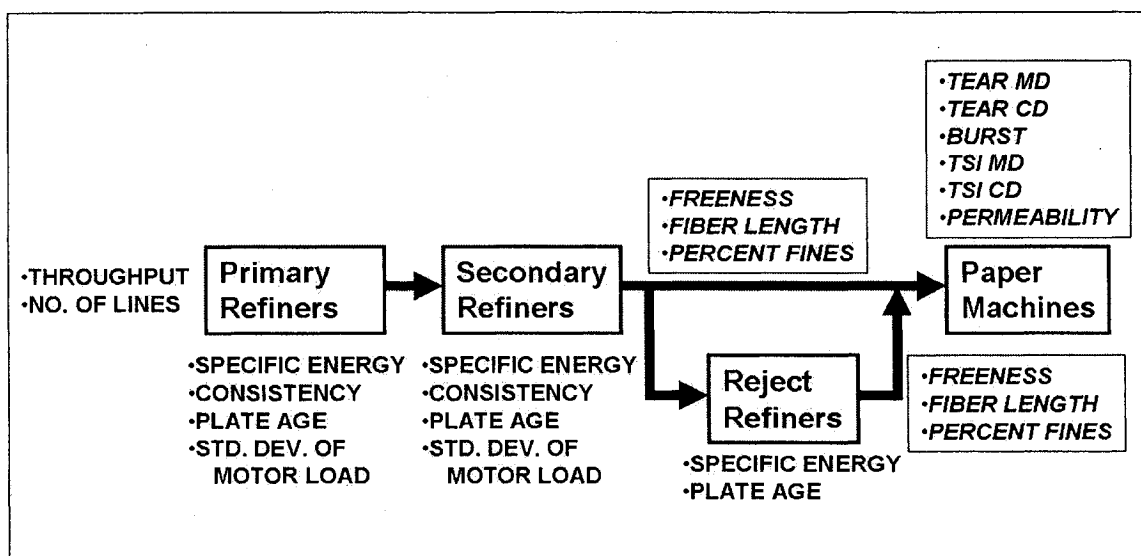 •TEAR MD
•TEAR CD
•BURST
•TSI MD
•TSI CD
•PERMEABILITY
•FREENESS
•FIBER LENGTH
•PERCENT FINES
•THROUGHPUT
•NO. OF LINES
Primary
Refiners
Secondary
Refiners
Paper
Machines
•SPECIFIC ENERGY
•CONSISTENCY
•PLATE AGE
•STD. DEV. OF
MOTOR LOAD
•SPECIFIC ENERGY
•CONSISTENCY
•PLATE AGE
•STD. DEV. OF
MOTOR LOAD
Reject
Refiners
•SPECIFIC ENERGY
•PLATE AGE
•FREENESS
•FIBER LENGTH
•PERCENT FINES